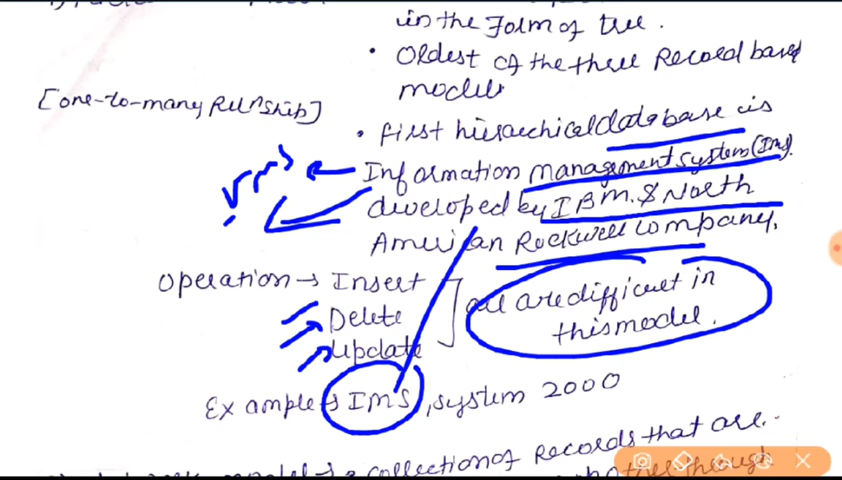 in the Form of tree.
• Oldest of the three Record based
model
[one-to-many Reln ship]
• first hierarchical database is
Information management system (Ims)
developed by IBM. & North
American Rockwell company.
operation → Insert
Delete
Update
all are difficult in
this model.
Example → IMS, system 2000
collection of Records that are